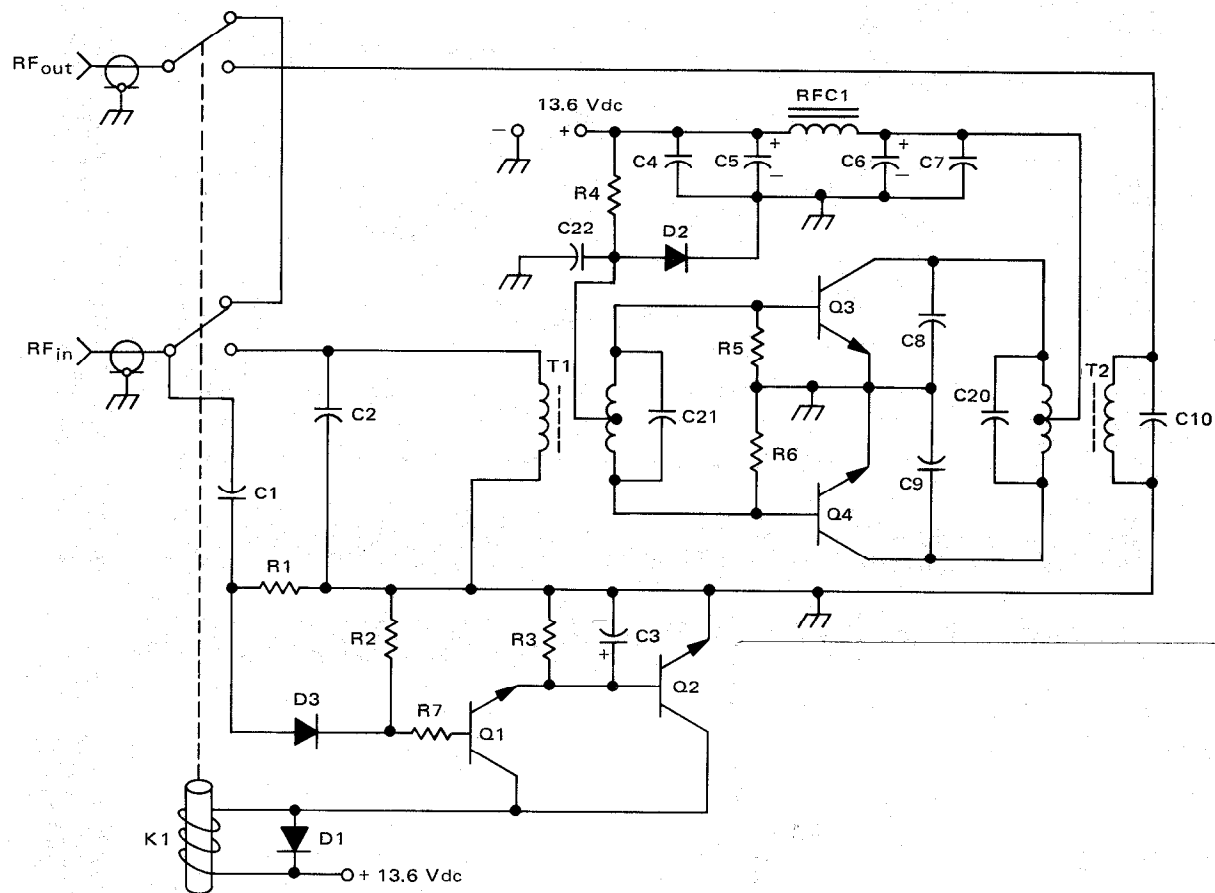 RFout
13.6 Vdc
RFC1
− +
+ +
C4 C5 C6 C7
− −
R4
C22 D2
Q3
RFin
R5 C8
T1 T2
C2 C21 C20 C10
R6
C1 C9
Q4
R1
R2 R3 C3
+
D3 R7 Q2
Q1
K1 D1
+ 13.6 Vdc